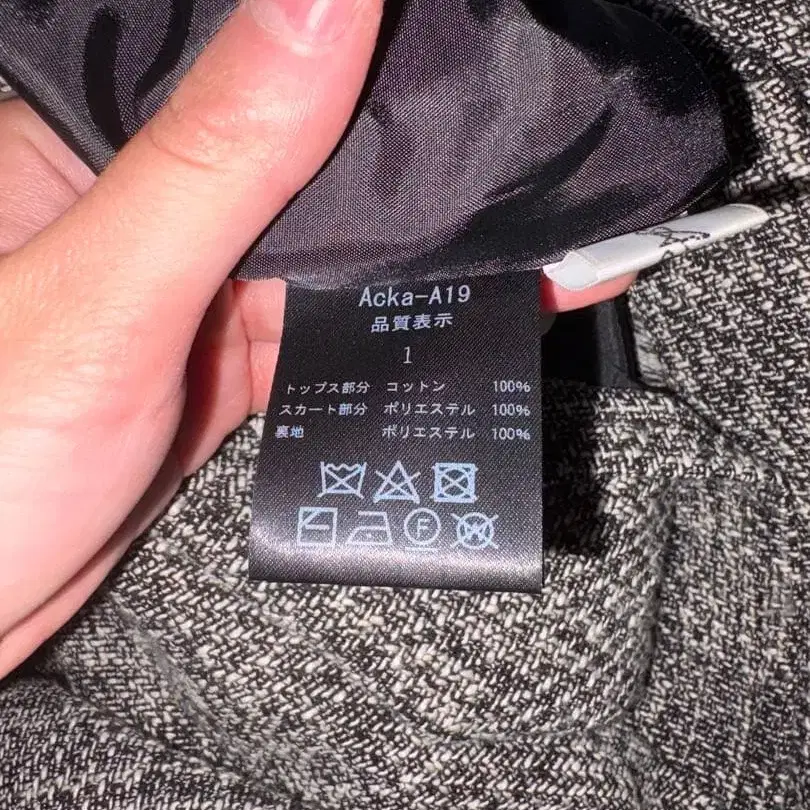 Acka-A19
品質表示
1
トップス部分 コットン 100%
スカート部分 ポリエステル 100%
裏地 ポリエステル 100%
F
W